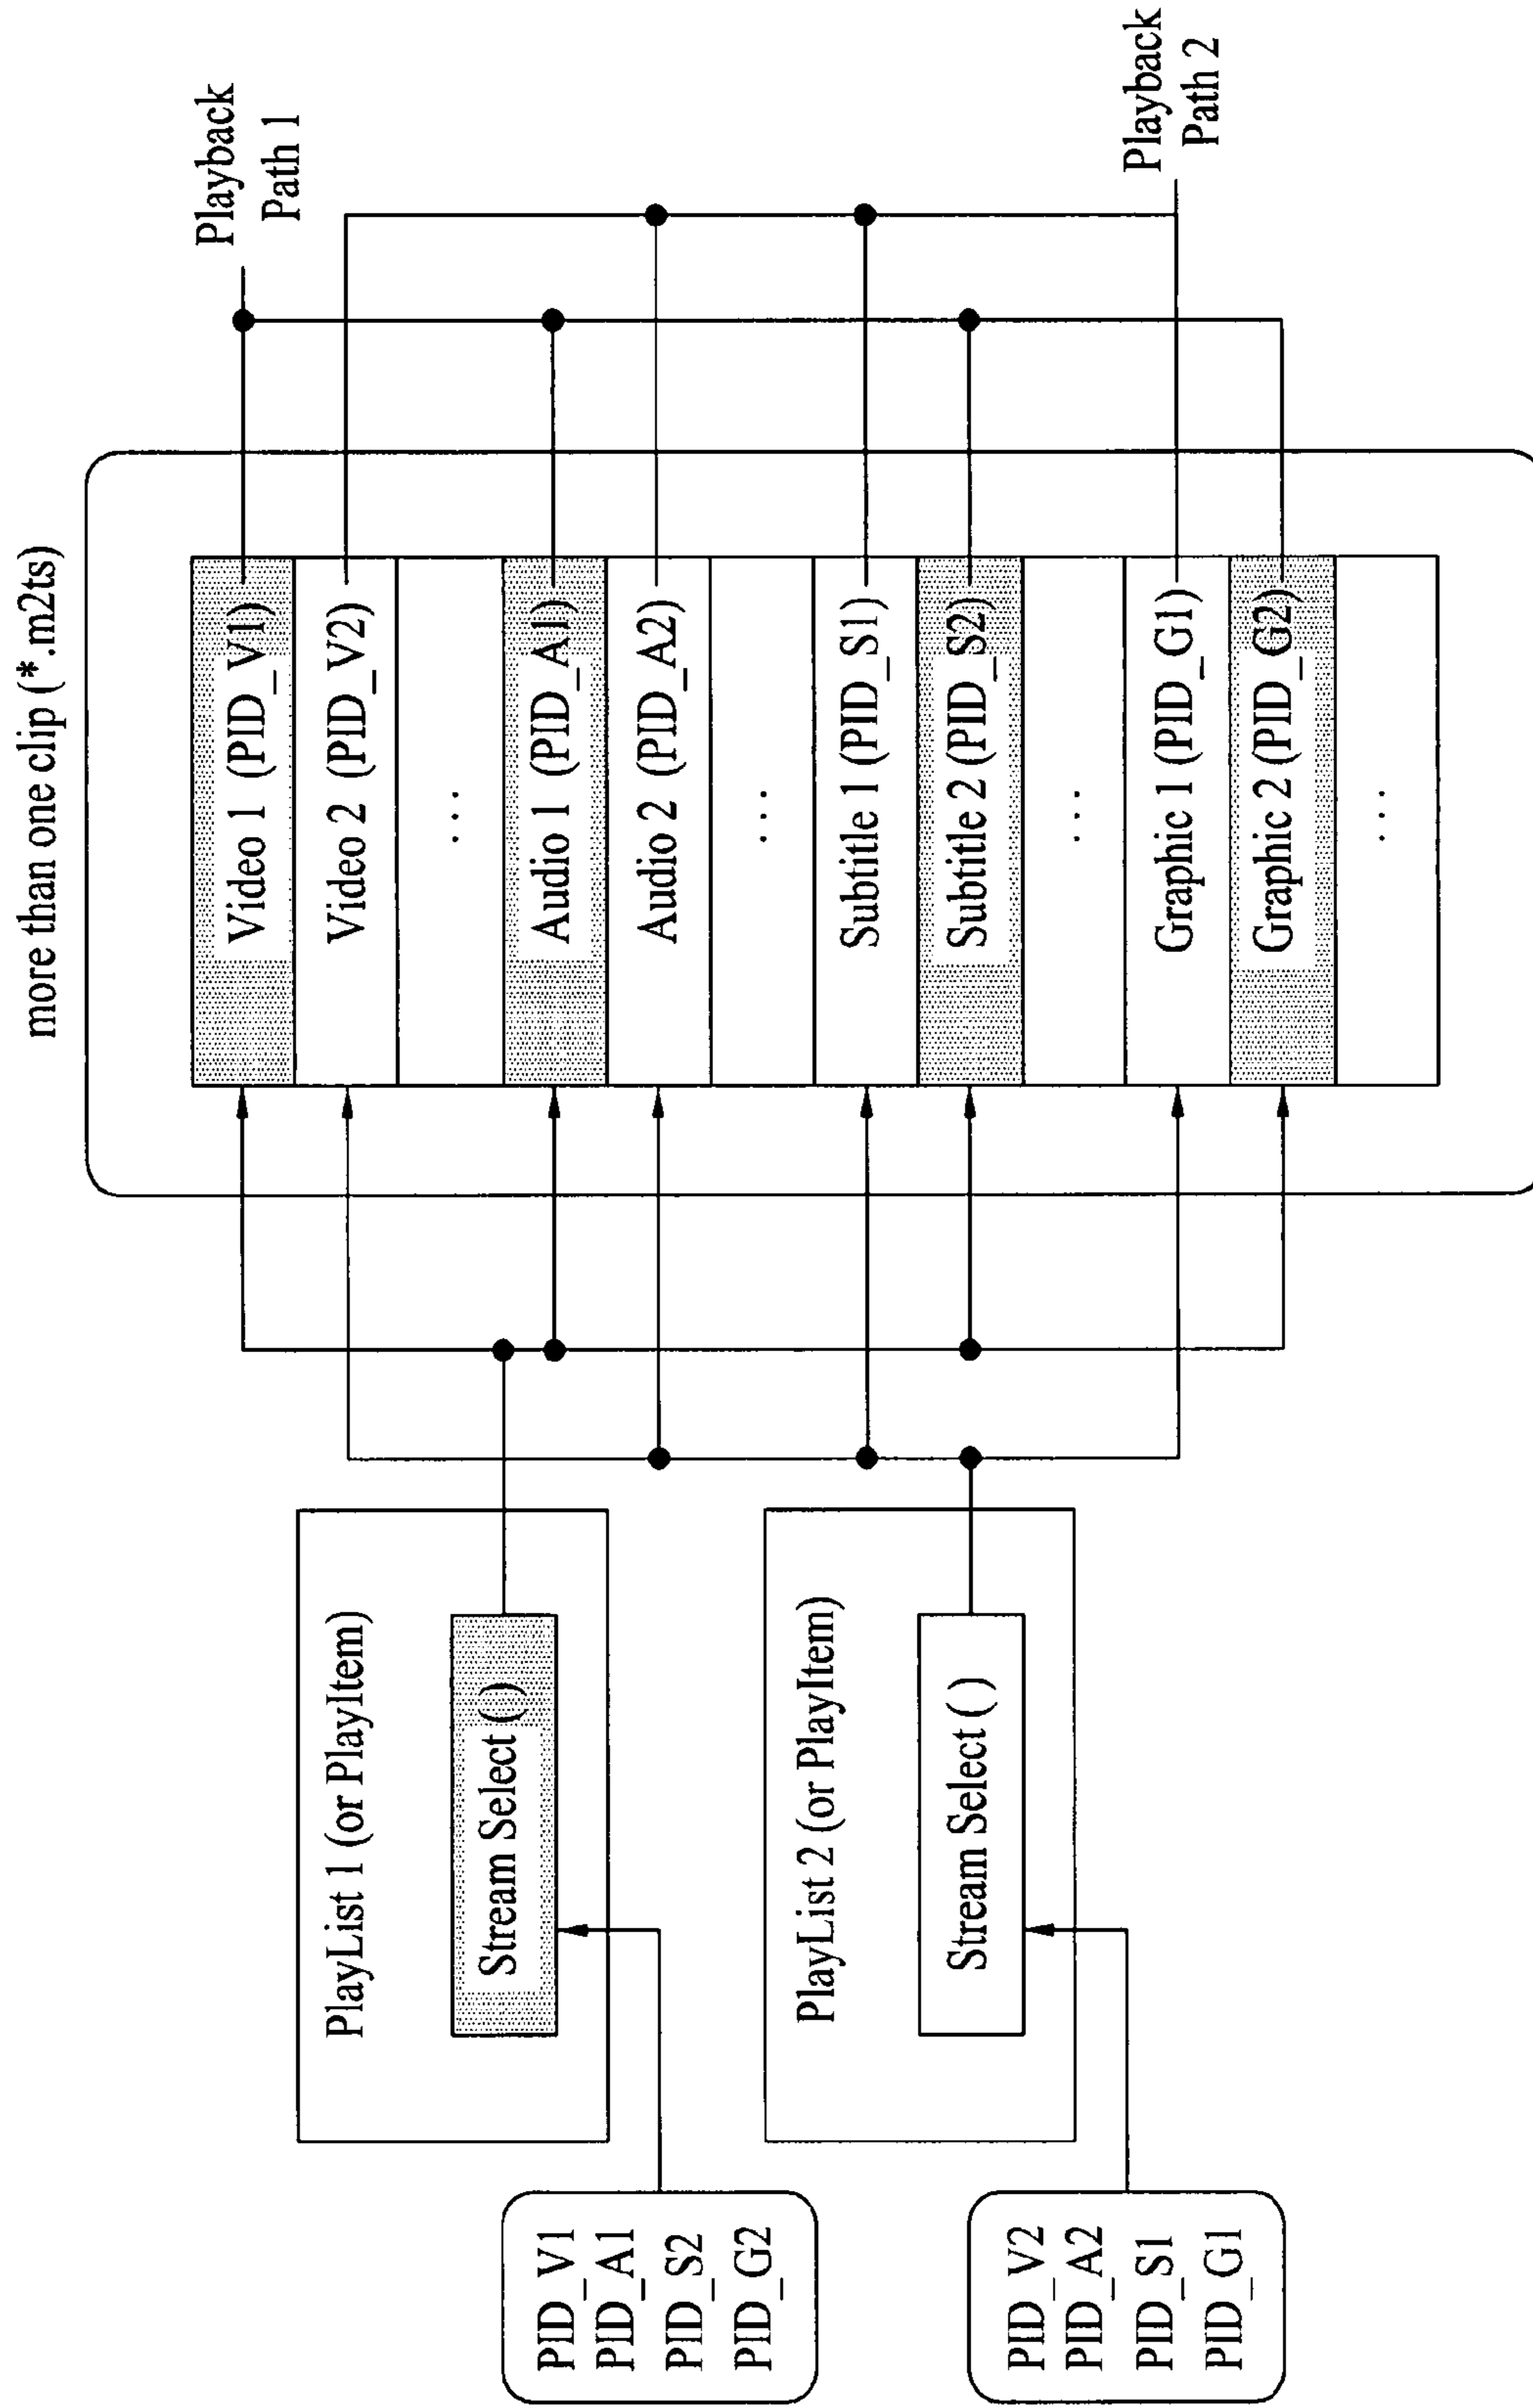 PID_V1
PID_A1
PID_S2
PID_G2
PID_V2
PID_A2
PID_S1
PID_G1
PlayList 1 (or PlayItem)
Stream Select ( )
PlayList 2 (or PlayItem)
Stream Select ( )
more than one clip (*.m2ts)
Video 1 (PID_V1)
Video 2 (PID_V2)
...
Audio 1 (PID_A1)
Audio 2 (PID_A2)
...
Subtitle 1 (PID_S1)
Subtitle 2 (PID_S2)
...
Graphic 1 (PID_G1)
Graphic 2 (PID_G2)
...
Playback
Path 1
Playback
Path 2